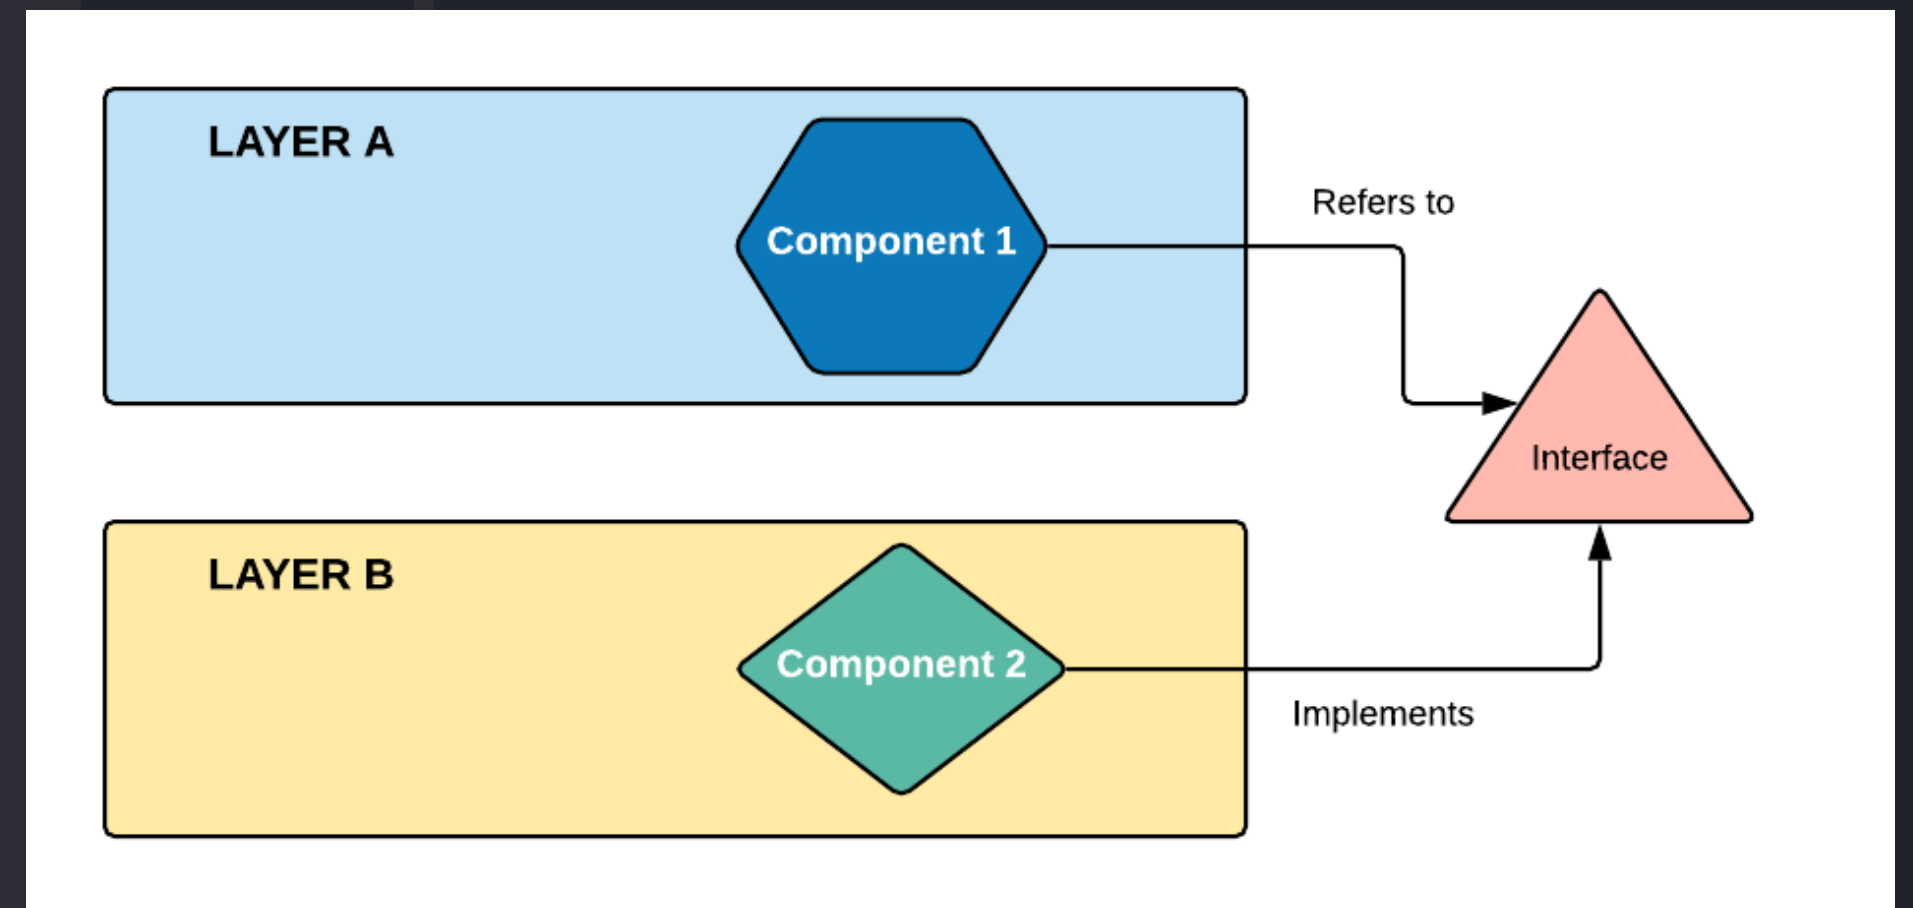 LAYER A
Component 1
Refers to
Interface
LAYER B
Component 2
Implements